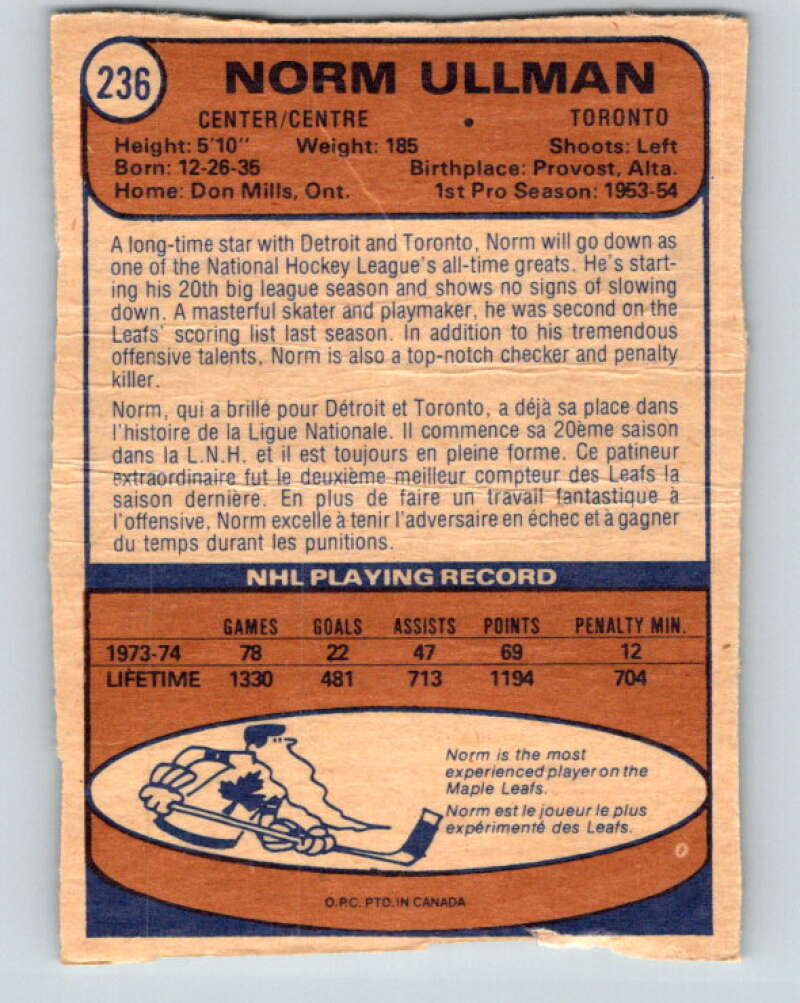 236
NORM ULLMAN
CENTER/CENTRE • TORONTO
Height: 5'10" Weight: 185 Shoots: Left
Born: 12-26-35 Birthplace: Provost, Alta.
Home: Don Mills, Ont. 1st Pro Season: 1953-54
A long-time star with Detroit and Toronto, Norm will go down as
one of the National Hockey League's all-time greats. He's start-
ing his 20th big league season and shows no signs of slowing
down. A masterful skater and playmaker, he was second on the
Leafs' scoring list last season. In addition to his tremendous
offensive talents, Norm is also a top-notch checker and penalty
killer.
Norm, qui a brillé pour Détroit et Toronto, a déjà sa place dans
l'histoire de la Ligue Nationale. Il commence sa 20ème saison
dans la L.N.H. et il est toujours en pleine forme. Ce patineur
extraordinaire fut le deuxième meilleur compteur des Leafs la
saison dernière. En plus de faire un travail fantastique à
l'offensive, Norm excelle à tenir l'adversaire en échec et à gagner
du temps durant les punitions.
NHL PLAYING RECORD
GAMES GOALS ASSISTS POINTS PENALTY MIN.
1973-74 78 22 47 69 12
LIFETIME 1330 481 713 1194 704
Norm is the most
experienced player on the
Maple Leafs.
Norm est le joueur le plus
expérimenté des Leafs.
O.P.C. PTD. IN CANADA